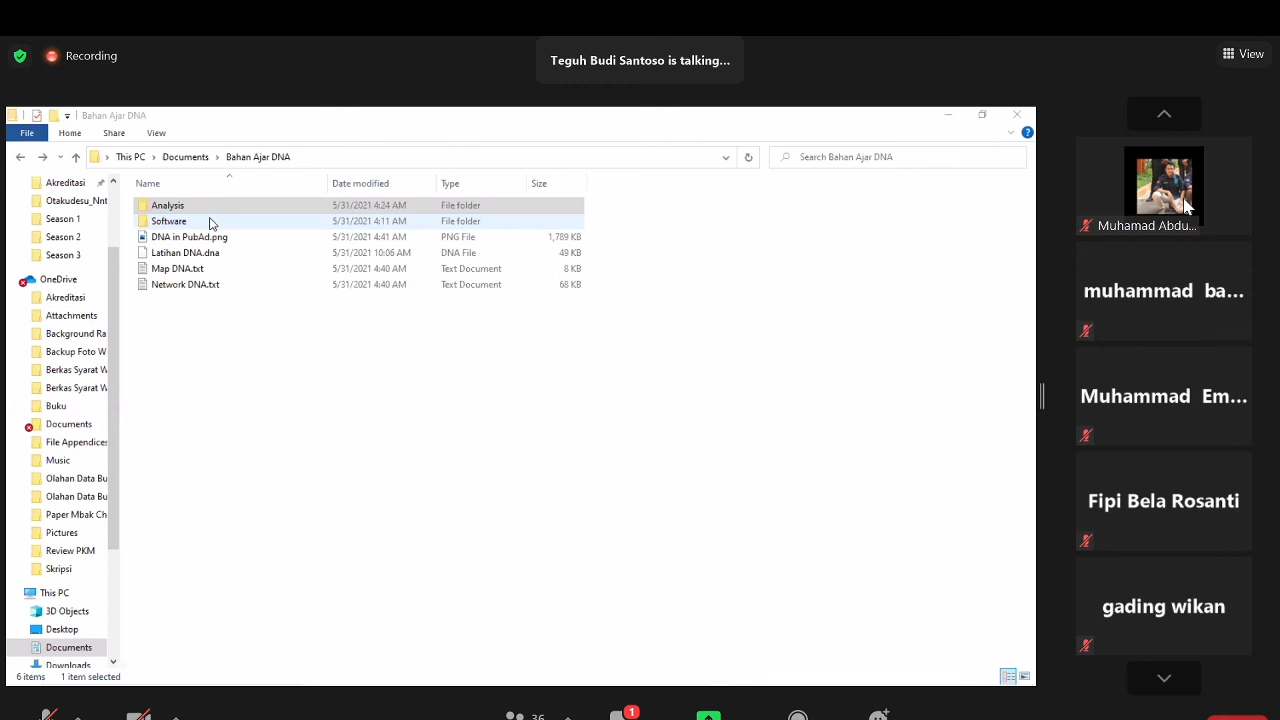 Recording
Teguh Budi Santoso is talking...
View
Bahan Ajar DNA
File Home Share View
This PC Documents Bahan Ajar DNA
Search Bahan Ajar DNA
Name Date modified Type Size
Analysis 5/31/2021 4:24 AM File folder
Software 5/31/2021 4:11 AM File folder
DNA in PubAd.png 5/31/2021 4:41 AM PNG File 1,789 KB
Latihan DNA.dna 5/31/2021 10:06 AM DNA File 49 KB
Map DNA.txt 5/31/2021 4:40 AM Text Document 8 KB
Network DNA.txt 5/31/2021 4:40 AM Text Document 68 KB
Akreditasi
Otakudesu_Nnt
Season 1
Season 2
Season 3
OneDrive
Akreditasi
Attachments
Background Ra
Backup Foto W
Berkas Syarat W
Berkas Syarat W
Buku
Documents
File Appendices
Music
Olahan Data Bu
Olahan Data Bu
Paper Mbak Ch
Pictures
Review PKM
Skripsi
This PC
3D Objects
Desktop
Documents
Downloads
6 items 1 item selected
Muhamad Abdu...
muhammad ba...
Muhammad Em...
Fipi Bela Rosanti
gading wikan
36
1